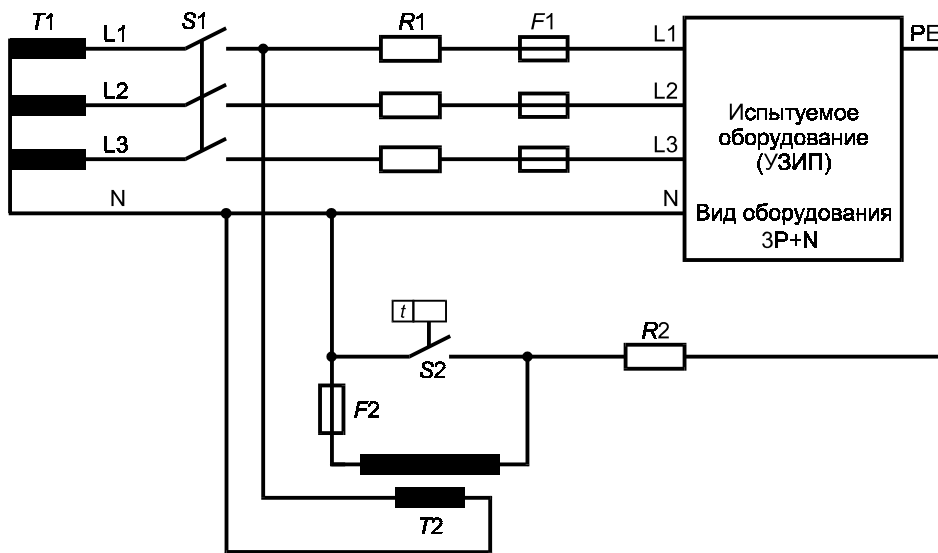 T1 L1 S1 R1 F1 L1 PE
L2 L2
L3 L3
N N
Испытуемое
оборудование
(УЗИП)
Вид оборудования
3P+N
t
S2
R2
F2
T2